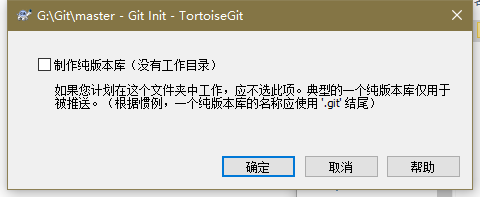 G:\Git\master - Git Init - TortoiseGit
制作纯版本库（没有工作目录）
如果您计划在这个文件夹中工作，应不选此项。典型的一个纯版本库仅用于
被推送。（根据惯例，一个纯版本库的名称应使用 '.git' 结尾）
确定 取消 帮助